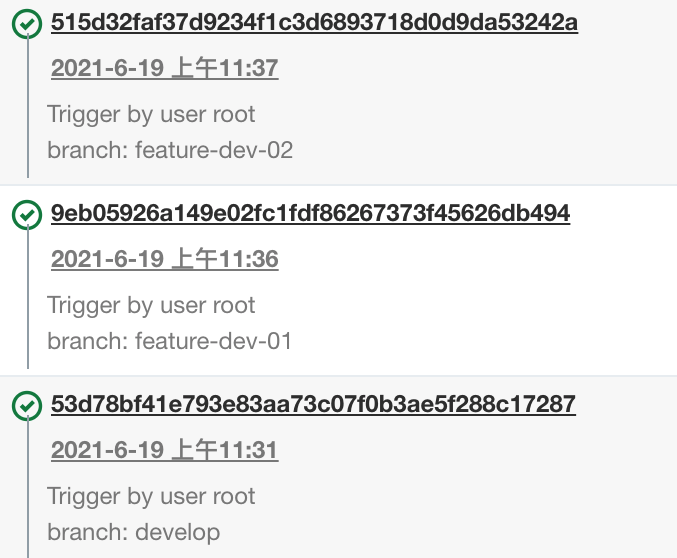 515d32faf37d9234f1c3d6893718d0d9da53242a
2021-6-19 上午11:37
Trigger by user root
branch: feature-dev-02
9eb05926a149e02fc1fdf86267373f45626db494
2021-6-19 上午11:36
Trigger by user root
branch: feature-dev-01
53d78bf41e793e83aa73c07f0b3ae5f288c17287
2021-6-19 上午11:31
Trigger by user root
branch: develop